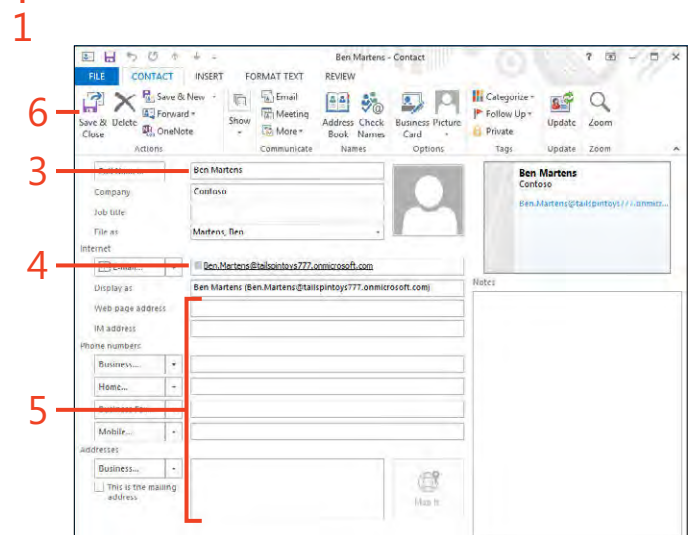 1
Ben Martens - Contact
FILE CONTACT INSERT FORMAT TEXT REVIEW
6
Save & Close
Delete
Save & New
Forward
OneNote
Actions
Show
Email
Meeting
More
Communicate
Address Book
Check Names
Names
Business Card
Picture
Options
Categorize
Follow Up
Private
Tags
Update
Update
Zoom
Zoom
3
Ben Martens
Company Contoso
Job title
File as Martens, Ben
Internet
4
Ben.Martens@tailspintoys777.onmicrosoft.com
Display as Ben Martens (Ben.Martens@tailspintoys777.onmicrosoft.com)
Web page address
IM address
Phone numbers
Business...
Home...
5
Mobile...
Addresses
Business...
This is the mailing address
Map It
Ben Martens
Contoso
Ben.Martens@tailspintoys777.onmicr...
Notes